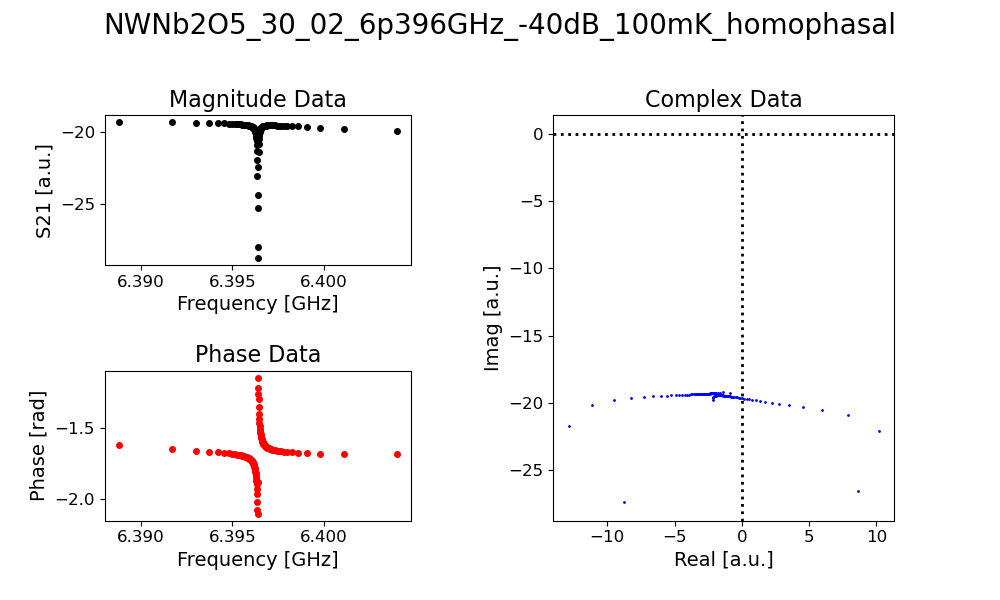 NWNb2O5_30_02_6p396GHz_-40dB_100mK_homophasal
Magnitude Data
S21 [a.u.]
−20
−25
6.390 6.395 6.400
Frequency [GHz]
Phase Data
Phase [rad]
−1.5
−2.0
6.390 6.395 6.400
Frequency [GHz]
Complex Data
Imag [a.u.]
0
−5
−10
−15
−20
−25
−10 −5 0 5 10
Real [a.u.]